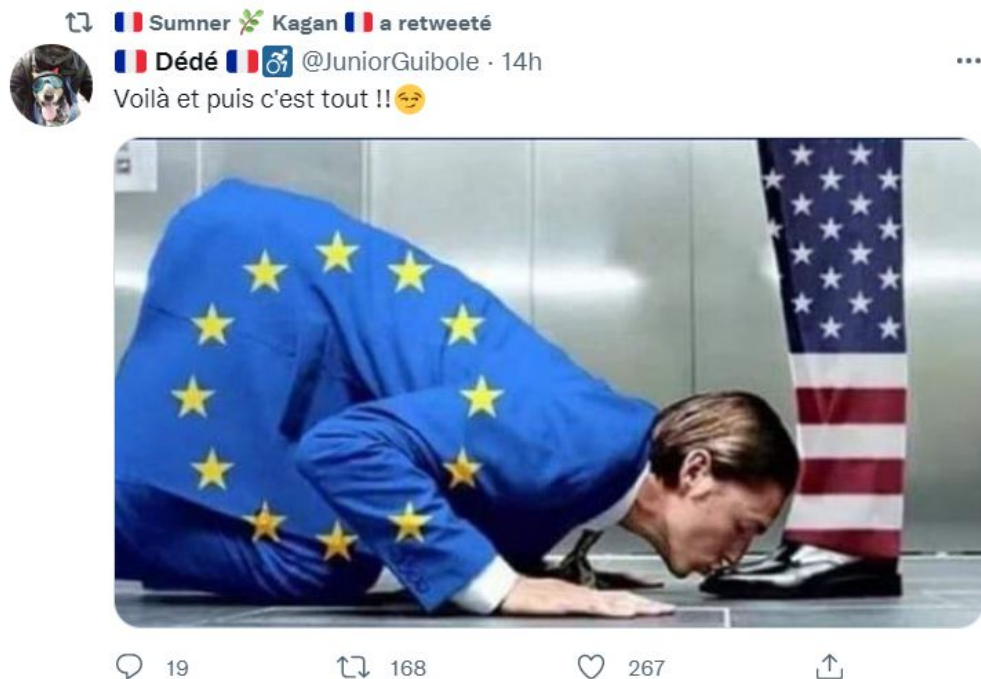 🇫🇷 Sumner 🌿 Kagan 🇫🇷 a retweeté
🇫🇷 Dédé 🇫🇷♿ @JuniorGuibole · 14h
Voilà et puis c'est tout !!😏
19 168 267